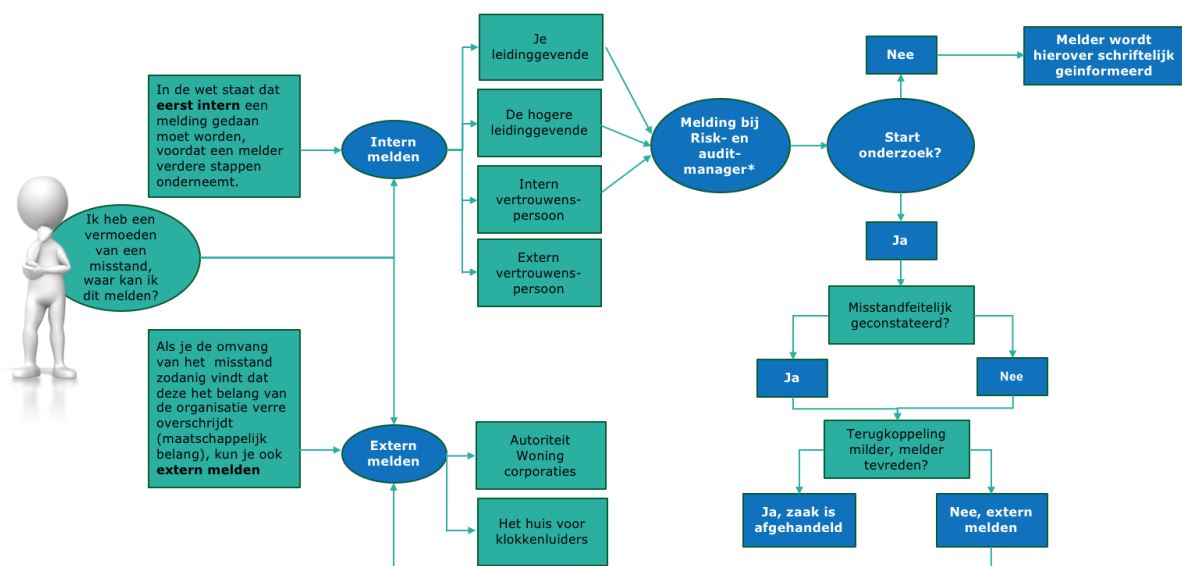 Ik heb een
vermoeden
van een
misstand,
waar kan ik
dit melden?
In de wet staat dat
eerst intern een
melding gedaan
moet worden,
voordat een melder
verdere stappen
onderneemt.
Intern
melden
Je
leidinggevende
De hogere
leidinggevende
Intern
vertrouwens-
persoon
Extern
vertrouwens-
persoon
Melding bij
Risk- en
audit-
manager*
Start
onderzoek?
Nee
Melder wordt
hierover schriftelijk
geinformeerd
Ja
Misstandfeitelijk
geconstateerd?
Ja
Nee
Terugkoppeling
milder, melder
tevreden?
Ja, zaak is
afgehandeld
Nee, extern
melden
Als je de omvang
van het misstand
zodanig vindt dat
deze het belang van
de organisatie verre
overschrijdt
(maatschappelijk
belang), kun je ook
extern melden
Extern
melden
Autoriteit
Woning
corporaties
Het huis voor
klokkenluiders